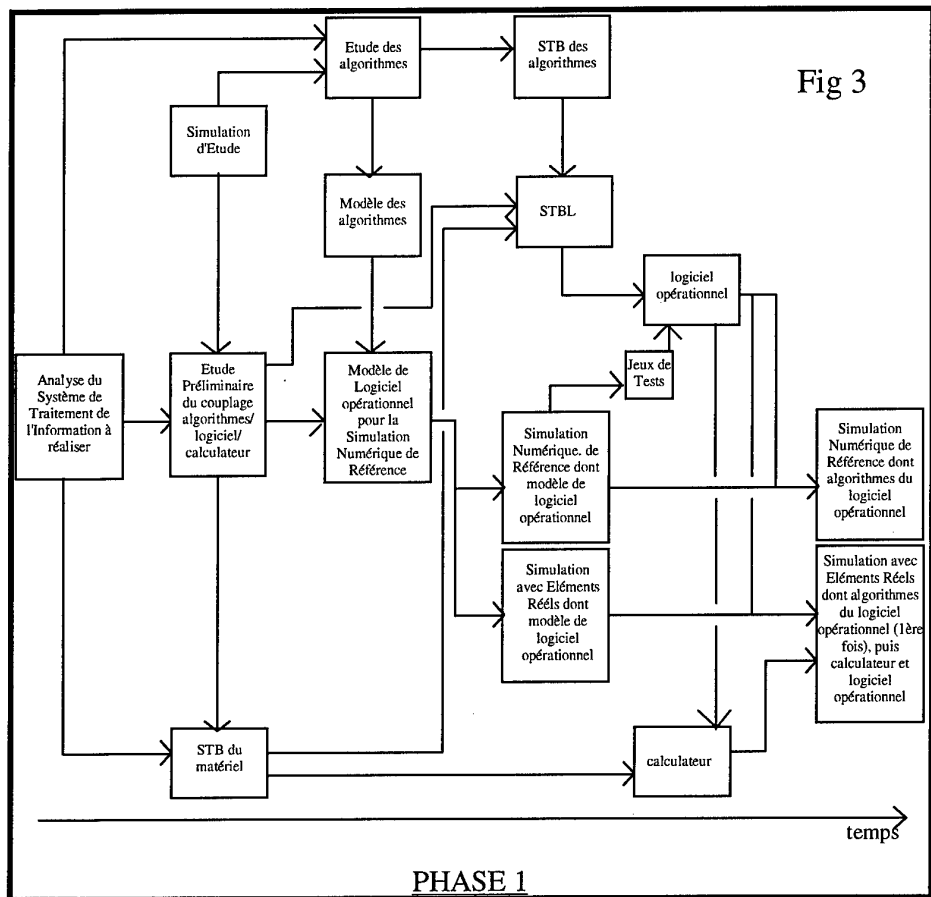 Etude des
algorithmes
STB des
algorithmes
Fig 3
Simulation
d'Etude
Modèle des
algorithmes
STBL
logiciel
opérationnel
Jeux de
Tests
Analyse du
Système de
Traitement de
l'Information à
réaliser
Etude
Préliminaire
du couplage
algorithmes/
logiciel/
calculateur
Modèle de
Logiciel
opérationnel
pour la
Simulation
Numérique de
Référence
Simulation
Numérique. de
Référence dont
modèle de
logiciel
opérationnel
Simulation
Numérique de
Référence dont
algorithmes du
logiciel
opérationnel
Simulation
avec Eléments
Réels dont
modèle de
logiciel
opérationnel
Simulation avec
Eléments Réels
dont algorithmes
du logiciel
opérationnel (1ère
fois), puis
calculateur et
logiciel
opérationnel
STB du
matériel
calculateur
temps
PHASE 1